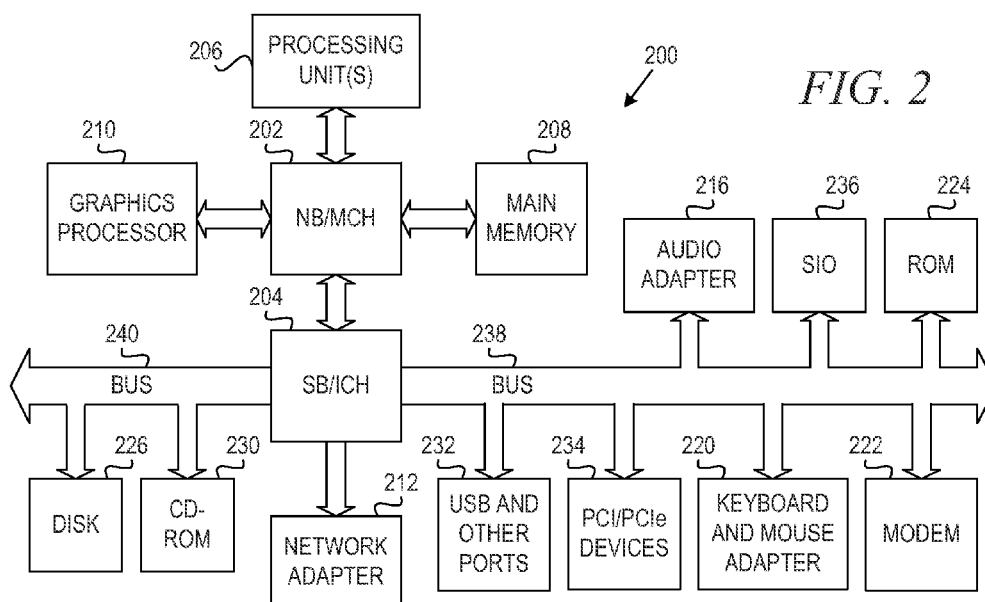 206
PROCESSING
UNIT(S)
200
FIG. 2
210
GRAPHICS
PROCESSOR
202
NB/MCH
208
MAIN
MEMORY
216
AUDIO
ADAPTER
236
SIO
224
ROM
204
SB/ICH
240
BUS
238
BUS
226
DISK
230
CD-
ROM
212
NETWORK
ADAPTER
232
USB AND
OTHER
PORTS
234
PCI/PCIe
DEVICES
220
KEYBOARD
AND MOUSE
ADAPTER
222
MODEM